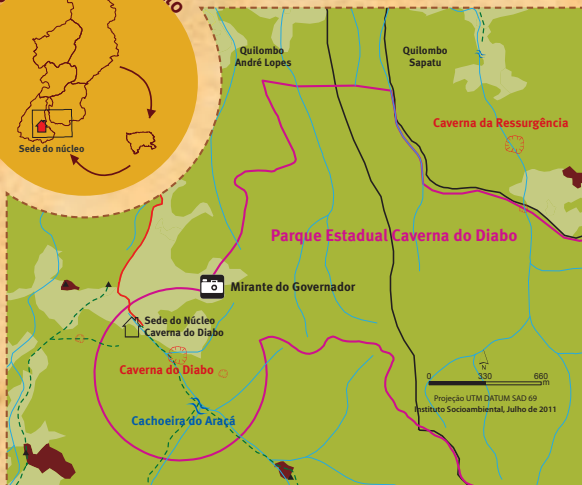 Sede do núcleo
Quilombo
André Lopes
Quilombo
Sapatu
Caverna da Ressurgência
Parque Estadual Caverna do Diabo
Mirante do Governador
Sede do Núcleo
Caverna do Diabo
Caverna do Diabo
Cachoeira do Araçá
N
0 330 660
m
Projeção UTM DATUM SAD 69
Instituto Socioambiental, Julho de 2011